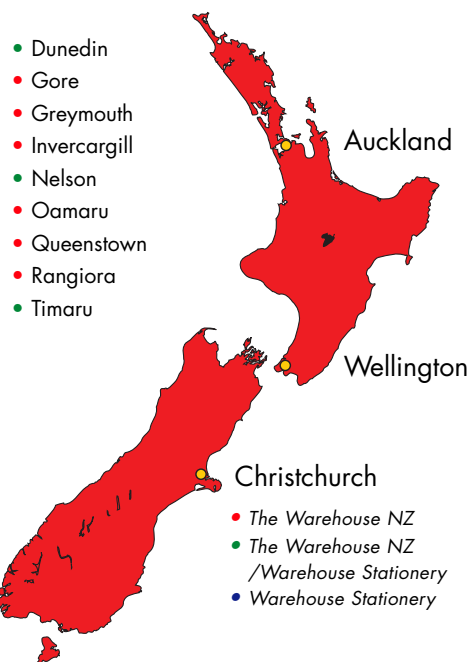 • Dunedin
• Gore
• Greymouth
• Invercargill
• Nelson
• Oamaru
• Queenstown
• Rangiora
• Timaru
Auckland
Wellington
Christchurch
• The Warehouse NZ
• The Warehouse NZ
/Warehouse Stationery
• Warehouse Stationery